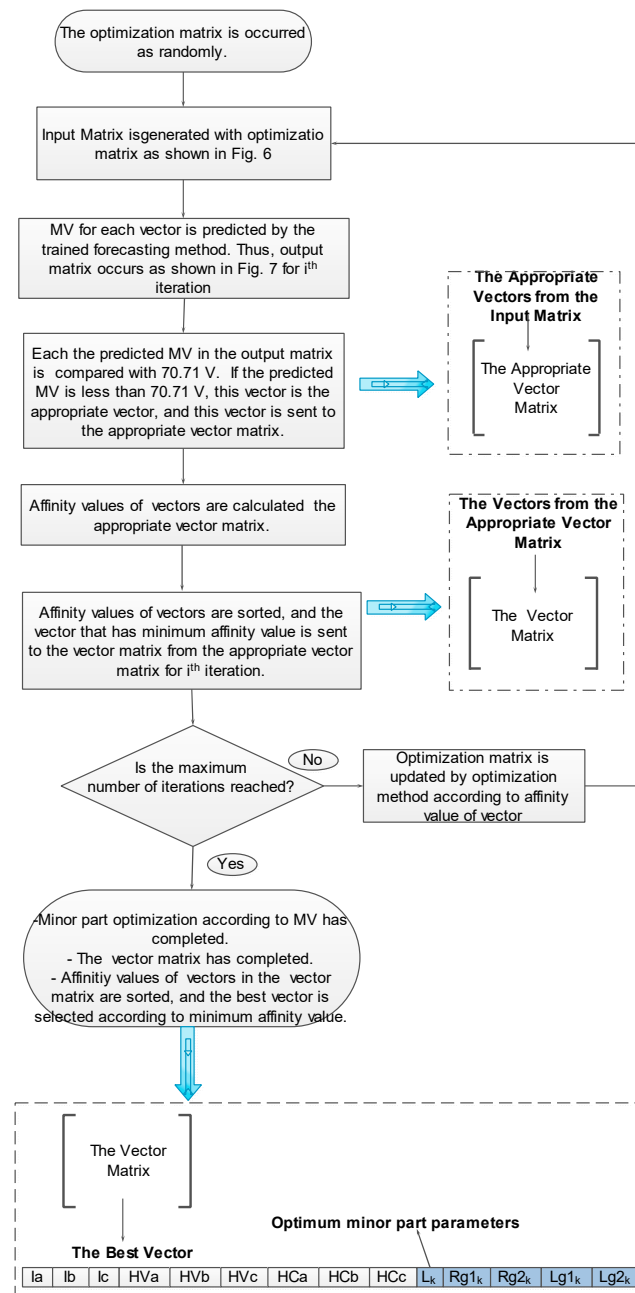 The optimization matrix is occurred
as randomly.
Input Matrix isgenerated with optimizatio
matrix as shown in Fig. 6
MV for each vector is predicted by the
trained forecasting method. Thus, output
matrix occurs as shown in Fig. 7 for iᵗʰ
iteration
The Appropriate
Vectors from the
Input Matrix
The Appropriate
Vector
Matrix
Each the predicted MV in the output matrix
is compared with 70.71 V. If the predicted
MV is less than 70.71 V, this vector is the
appropriate vector, and this vector is sent to
the appropriate vector matrix.
Affinity values of vectors are calculated the
appropriate vector matrix.
The Vectors from the
Appropriate Vector
Matrix
The Vector
Matrix
Affinity values of vectors are sorted, and the
vector that has minimum affinity value is sent
to the vector matrix from the appropriate vector
matrix for iᵗʰ iteration.
Is the maximum
number of iterations reached?
No
Optimization matrix is
updated by optimization
method according to affinity
value of vector
Yes
-Minor part optimization according to MV has
completed.
- The vector matrix has completed.
- Affinitiy values of vectors in the vector
matrix are sorted, and the best vector is
selected according to minimum affinity value.
The Vector
Matrix
Optimum minor part parameters
The Best Vector
Ia Ib Ic HVa HVb HVc HCa HCb HCc Lₖ Rg1ₖ Rg2ₖ Lg1ₖ Lg2ₖ